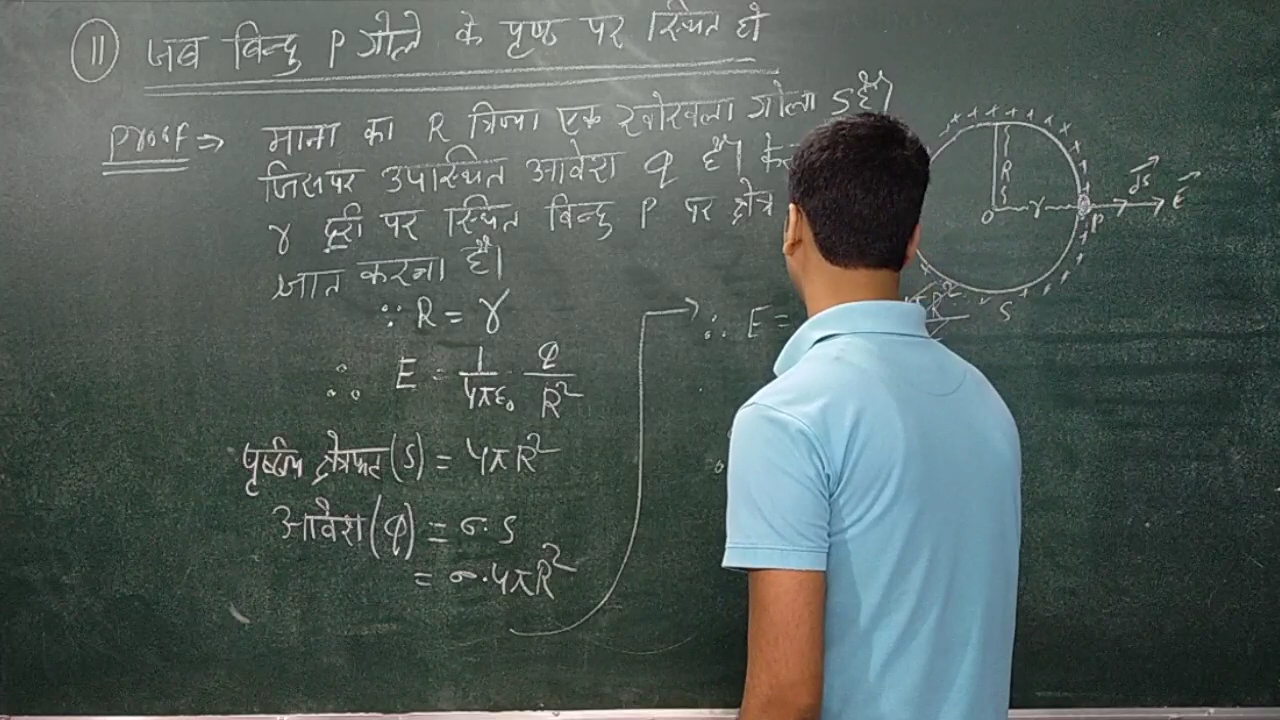 (II) जब बिन्दु P गोले के पृष्ठ पर स्थित हो
Proof ⇒ माना का R त्रिज्या एक खोखला गोला S है।
जिसपर उपस्थित आवेश q है।
r दूरी पर स्थित बिन्दु P पर क्षेत्र
ज्ञात करना है।
∵ R = r
∴ E = 1/4πε₀ q/R²
पृष्ठीय क्षेत्रफल (S) = 4πR²
आवेश (q) = σ. S
= σ.4πR²
∴ E =
R
O r P
dS→ E→
S